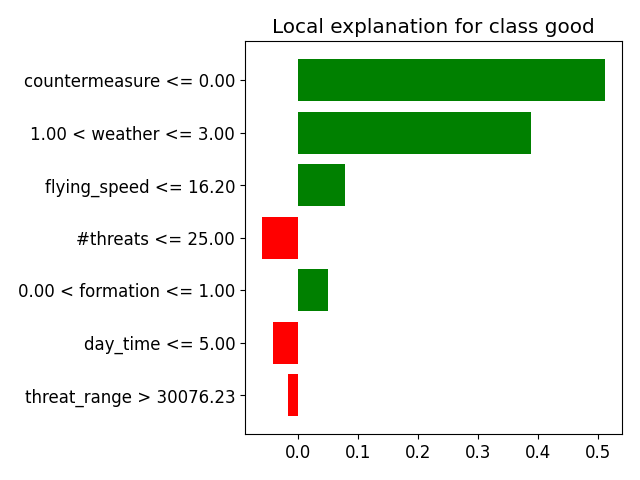 Local explanation for class good
countermeasure <= 0.00
1.00 < weather <= 3.00
flying_speed <= 16.20
#threats <= 25.00
0.00 < formation <= 1.00
day_time <= 5.00
threat_range > 30076.23
0.0 0.1 0.2 0.3 0.4 0.5